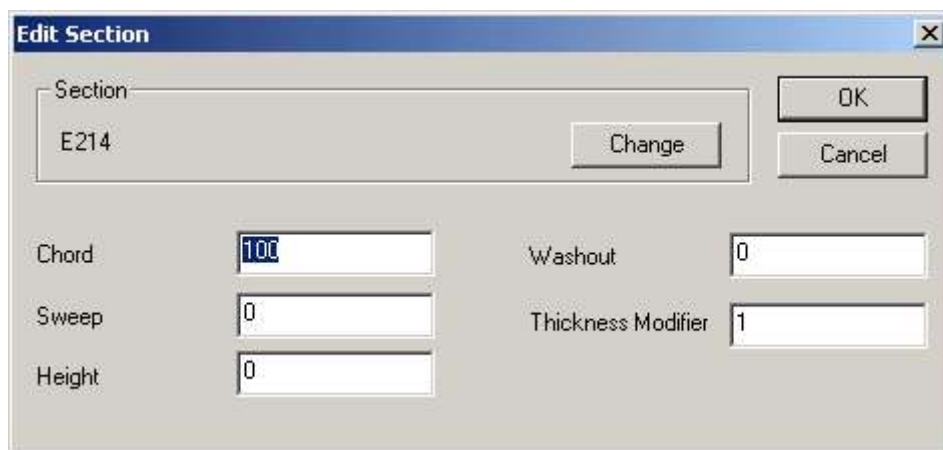 Edit Section
Section
OK
E214
Change
Cancel
Chord
100
Washout
0
Sweep
0
Thickness Modifier
1
Height
0